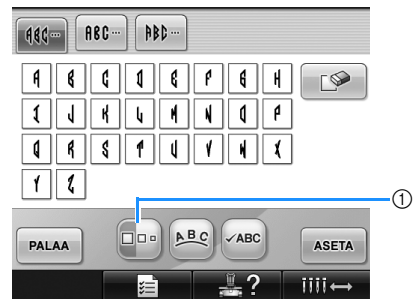 ABC... ABC... ABC...
A B C D E F G H
I J K L M N O P
Q R S T U V W X
Y Z
①
PALAA ABC ✓ABC ASETA
?